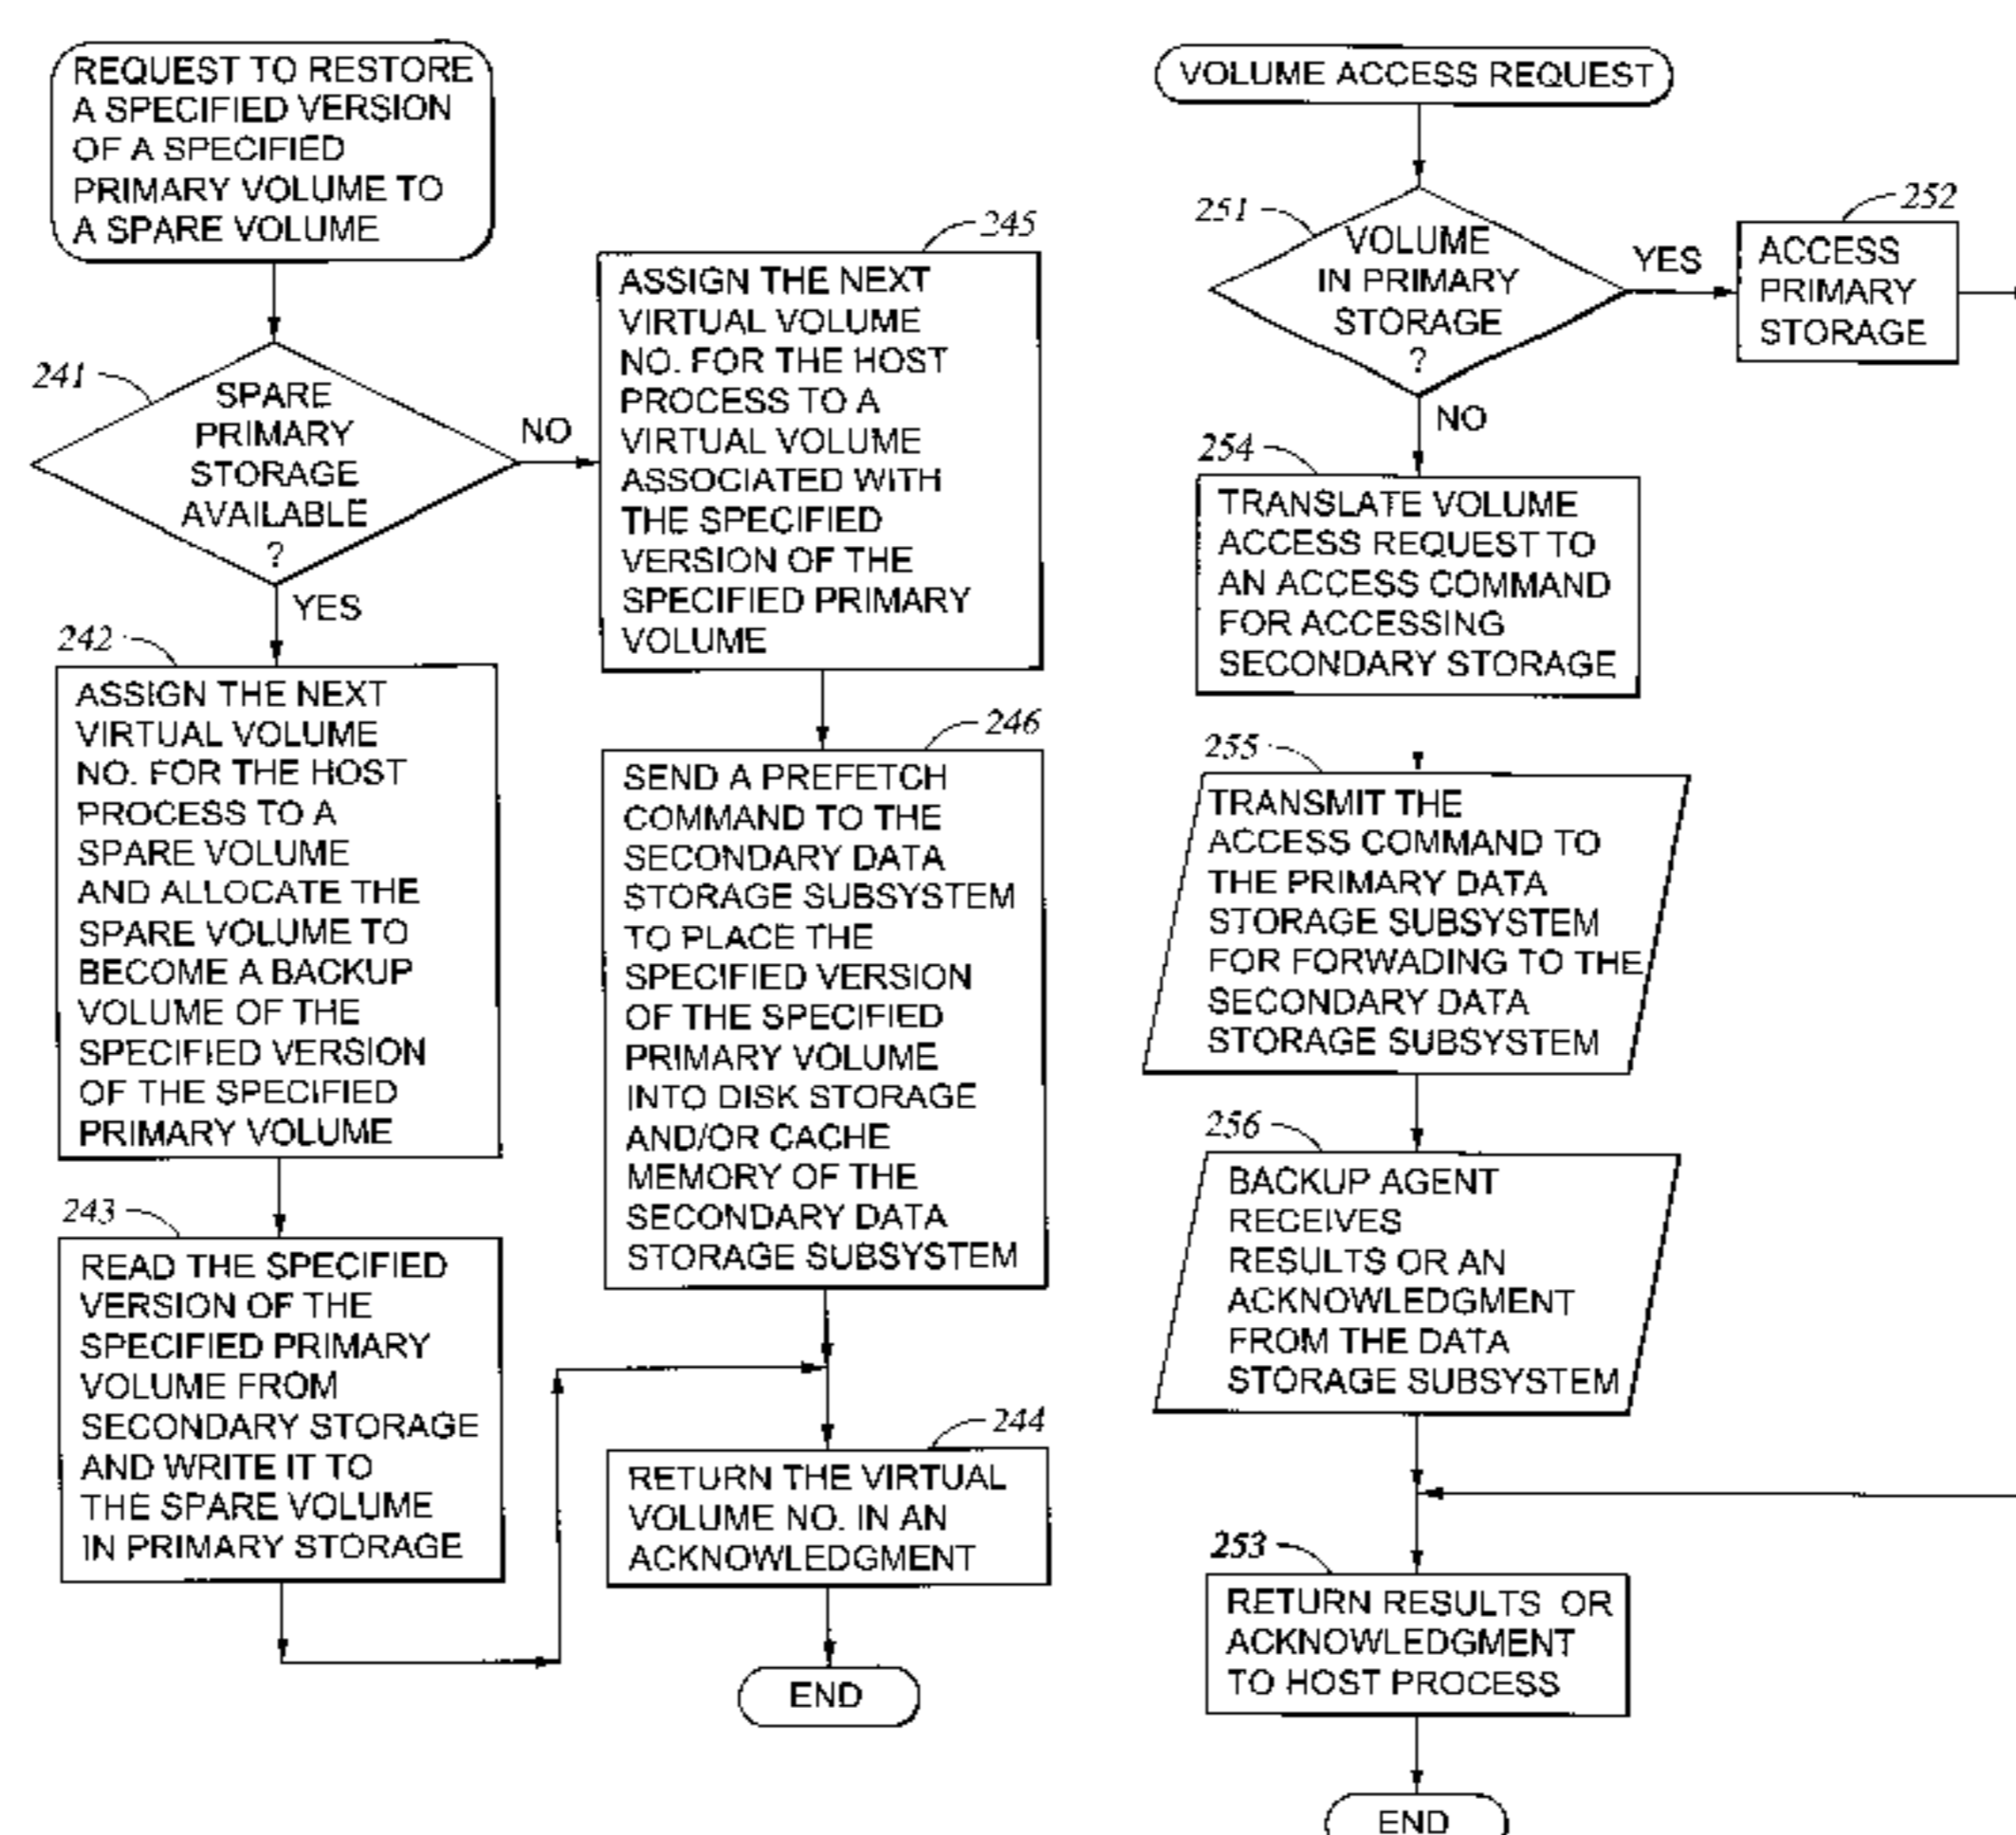 REQUEST TO RESTORE
A SPECIFIED VERSION
OF A SPECIFIED
PRIMARY VOLUME TO
A SPARE VOLUME
241
SPARE
PRIMARY
STORAGE
AVAILABLE
?
NO
YES
242
ASSIGN THE NEXT
VIRTUAL VOLUME
NO. FOR THE HOST
PROCESS TO A
SPARE VOLUME
AND ALLOCATE THE
SPARE VOLUME TO
BECOME A BACKUP
VOLUME OF THE
SPECIFIED VERSION
OF THE SPECIFIED
PRIMARY VOLUME
243
READ THE SPECIFIED
VERSION OF THE
SPECIFIED PRIMARY
VOLUME FROM
SECONDARY STORAGE
AND WRITE IT TO
THE SPARE VOLUME
IN PRIMARY STORAGE
245
ASSIGN THE NEXT
VIRTUAL VOLUME
NO. FOR THE HOST
PROCESS TO A
VIRTUAL VOLUME
ASSOCIATED WITH
THE SPECIFIED
VERSION OF THE
SPECIFIED PRIMARY
VOLUME
246
SEND A PREFETCH
COMMAND TO THE
SECONDARY DATA
STORAGE SUBSYSTEM
TO PLACE THE
SPECIFIED VERSION
OF THE SPECIFIED
PRIMARY VOLUME
INTO DISK STORAGE
AND/OR CACHE
MEMORY OF THE
SECONDARY DATA
STORAGE SUBSYSTEM
244
RETURN THE VIRTUAL
VOLUME NO. IN AN
ACKNOWLEDGMENT
END
VOLUME ACCESS REQUEST
251
VOLUME
IN PRIMARY
STORAGE
?
YES
252
ACCESS
PRIMARY
STORAGE
NO
254
TRANSLATE VOLUME
ACCESS REQUEST TO
AN ACCESS COMMAND
FOR ACCESSING
SECONDARY STORAGE
255
TRANSMIT THE
ACCESS COMMAND TO
THE PRIMARY DATA
STORAGE SUBSYSTEM
FOR FORWADING TO THE
SECONDARY DATA
STORAGE SUBSYSTEM
256
BACKUP AGENT
RECEIVES
RESULTS OR AN
ACKNOWLEDGMENT
FROM THE DATA
STORAGE SUBSYSTEM
253
RETURN RESULTS OR
ACKNOWLEDGMENT
TO HOST PROCESS
END